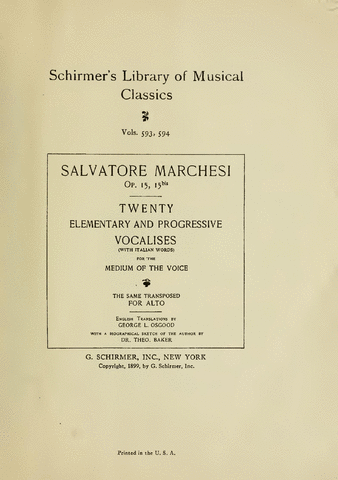 Schirmer's Library of Musical
Classics
Vols. 593, 594
SALVATORE MARCHESI
Op. 15, 15bis
TWENTY
ELEMENTARY AND PROGRESSIVE
VOCALISES
(WITH ITALIAN WORDS)
FOR THE
MEDIUM OF THE VOICE
THE SAME TRANSPOSED
FOR ALTO
English Translations by
GEORGE L. OSGOOD
WITH A BIOGRAPHICAL SKETCH OF THE AUTHOR BY
DR. THEO. BAKER
G. SCHIRMER, INC., NEW YORK
Copyright, 1899, by G. Schirmer, Inc.
Printed in the U. S. A.